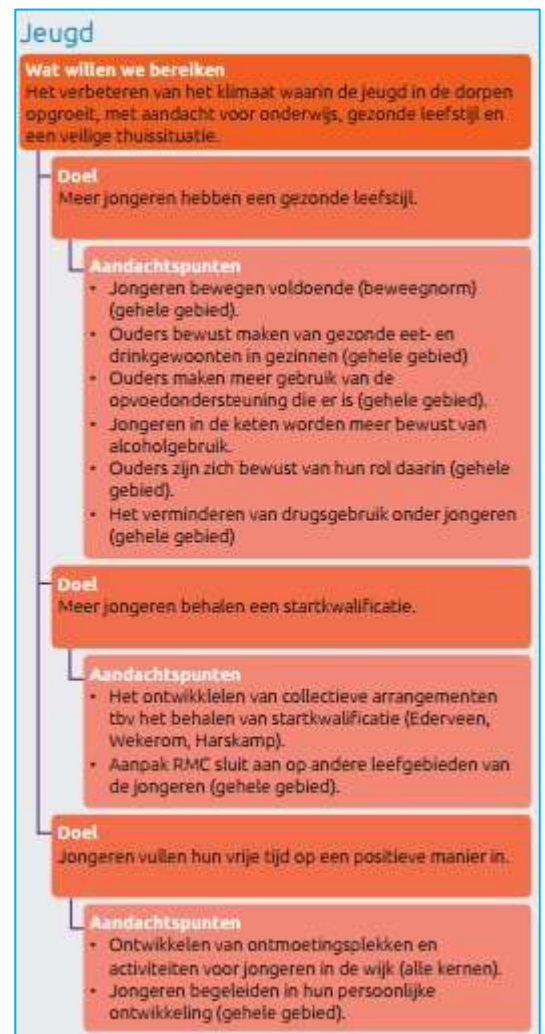 Jeugd
Wat willen we bereiken
Het verbeteren van het klimaat waarin de jeugd in de dorpen
opgroeit, met aandacht voor onderwijs, gezonde leefstijl en
een veilige thuissituatie.
Doel
Meer jongeren hebben een gezonde leefstijl.
Aandachtspunten
• Jongeren bewegen voldoende (beweegnorm)
(gehele gebied).
• Ouders bewust maken van gezonde eet- en
drinkgewoonten in gezinnen (gehele gebied)
• Ouders maken meer gebruik van de
opvoedondersteuning die er is (gehele gebied).
• Jongeren in de keten worden meer bewust van
alcoholgebruik.
• Ouders zijn zich bewust van hun rol daarin (gehele
gebied).
• Het verminderen van drugsgebruik onder jongeren
(gehele gebied)
Doel
Meer jongeren behalen een startkwalificatie.
Aandachtspunten
• Het ontwikklelen van collectieve arrangementen
tbv het behalen van startkwalificatie (Ederveen,
Wekerom, Harskamp).
• Aanpak RMC sluit aan op andere leefgebieden van
de jongeren (gehele gebied).
Doel
Jongeren vullen hun vrije tijd op een positieve manier in.
Aandachtspunten
• Ontwikkelen van ontmoetingsplekken en
activiteiten voor jongeren in de wijk (alle kernen).
• Jongeren begeleiden in hun persoonlijke
ontwikkeling (gehele gebied).